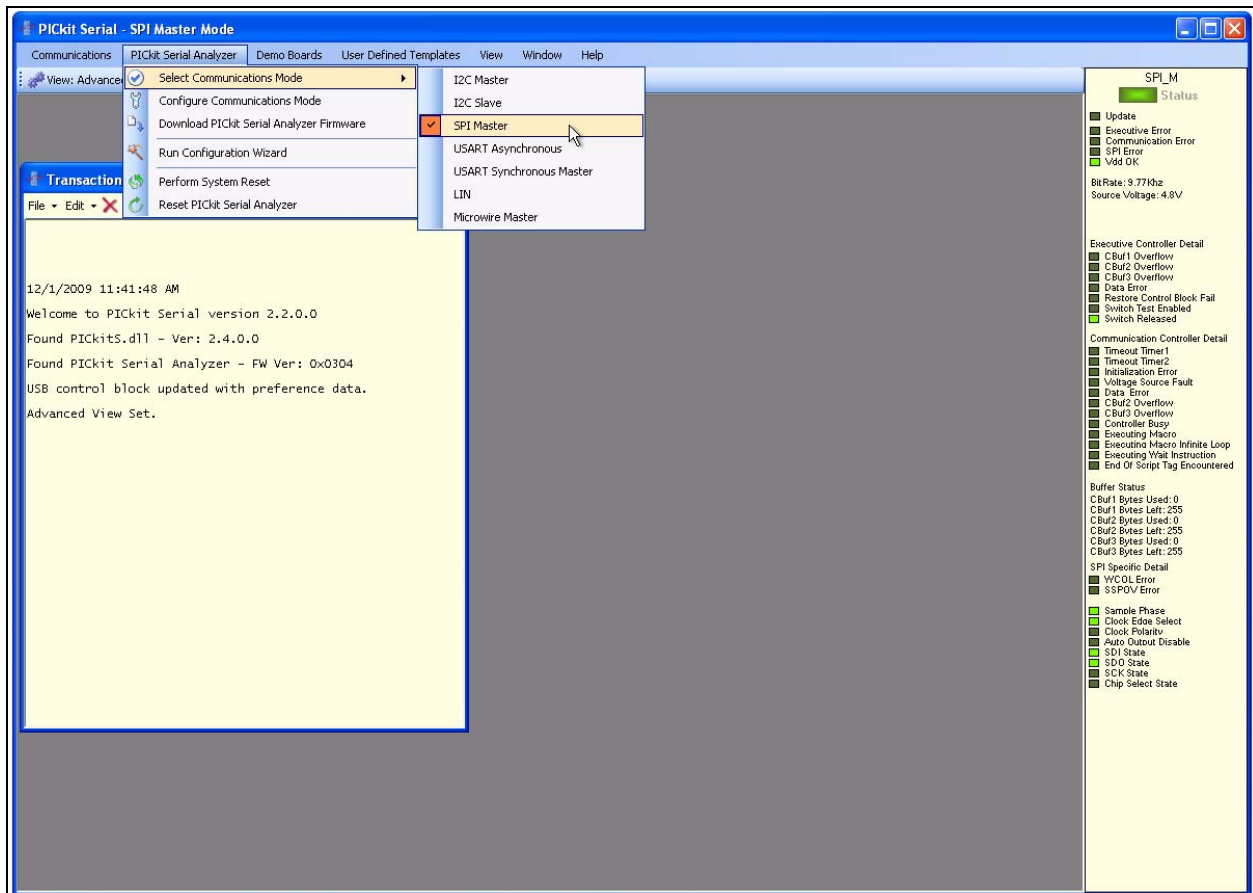 PICkit Serial - SPI Master Mode
Communications PICkit Serial Analyzer Demo Boards User Defined Templates View Window Help
View: Advance
Select Communications Mode
Configure Communications Mode
Download PICkit Serial Analyzer Firmware
Run Configuration Wizard
Perform System Reset
Reset PICkit Serial Analyzer
I2C Master
I2C Slave
SPI Master
USART Asynchronous
USART Synchronous Master
LIN
Microwire Master
Transaction
File Edit
12/1/2009 11:41:48 AM
Welcome to PICkit Serial version 2.2.0.0
Found PICkitS.dll - Ver: 2.4.0.0
Found PICkit Serial Analyzer - FW Ver: 0x0304
USB control block updated with preference data.
Advanced View Set.
SPI_M
Status
Update
Executive Error
Communication Error
SPI Error
Vdd OK
BitRate: 9.77Khz
Source Voltage: 4.8V
Executive Controller Detail
CBuf1 Overflow
CBuf2 Overflow
CBuf3 Overflow
Data Error
Restore Control Block Fail
Switch Test Enabled
Switch Released
Communication Controller Detail
Timeout Timer1
Timeout Timer2
Initialization Error
Voltage Source Fault
Data Error
CBuf2 Overflow
CBuf3 Overflow
Controller Busy
Executing Macro
Executing Macro Infinite Loop
Executing Wait Instruction
End Of Script Tag Encountered
Buffer Status
CBuf1 Bytes Used: 0
CBuf1 Bytes Left: 255
CBuf2 Bytes Used: 0
CBuf2 Bytes Left: 255
CBuf3 Bytes Used: 0
CBuf3 Bytes Left: 255
SPI Specific Detail
WCOL Error
SSPOV Error
Sample Phase
Clock Edge Select
Clock Polarity
Auto Output Disable
SDI State
SDO State
SCK State
Chip Select State